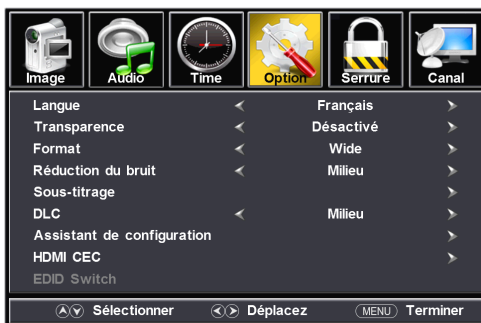 Image Audio Time Option Serrure Canal
Langue Français
Transparence Désactivé
Format Wide
Réduction du bruit Milieu
Sous-titrage
DLC Milieu
Assistant de configuration
HDMI CEC
EDID Switch
Sélectionner Déplacez MENU Terminer